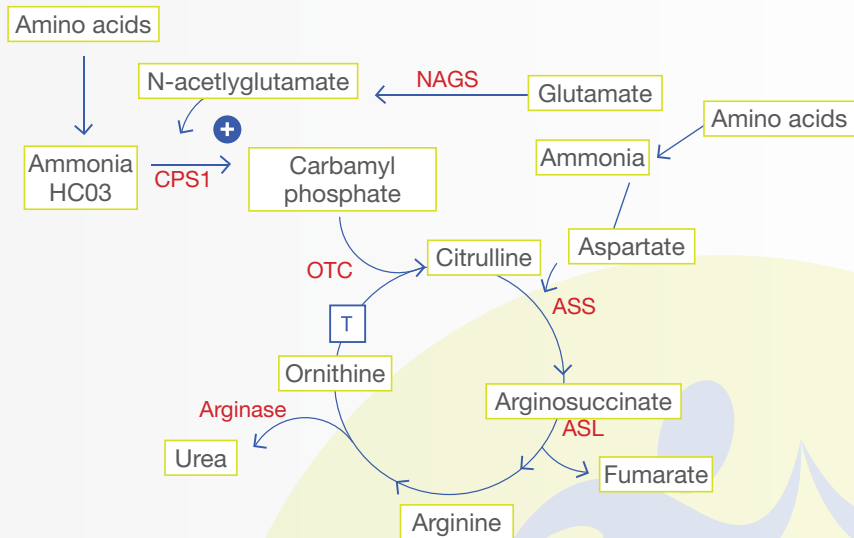 Amino acids
N-acetlyglutamate
NAGS
Glutamate
Amino acids
+
Ammonia
HC03
CPS1
Carbamyl
phosphate
Ammonia
Aspartate
OTC
Citrulline
ASS
T
Ornithine
Arginosuccinate
Arginase
ASL
Urea
Fumarate
Arginine